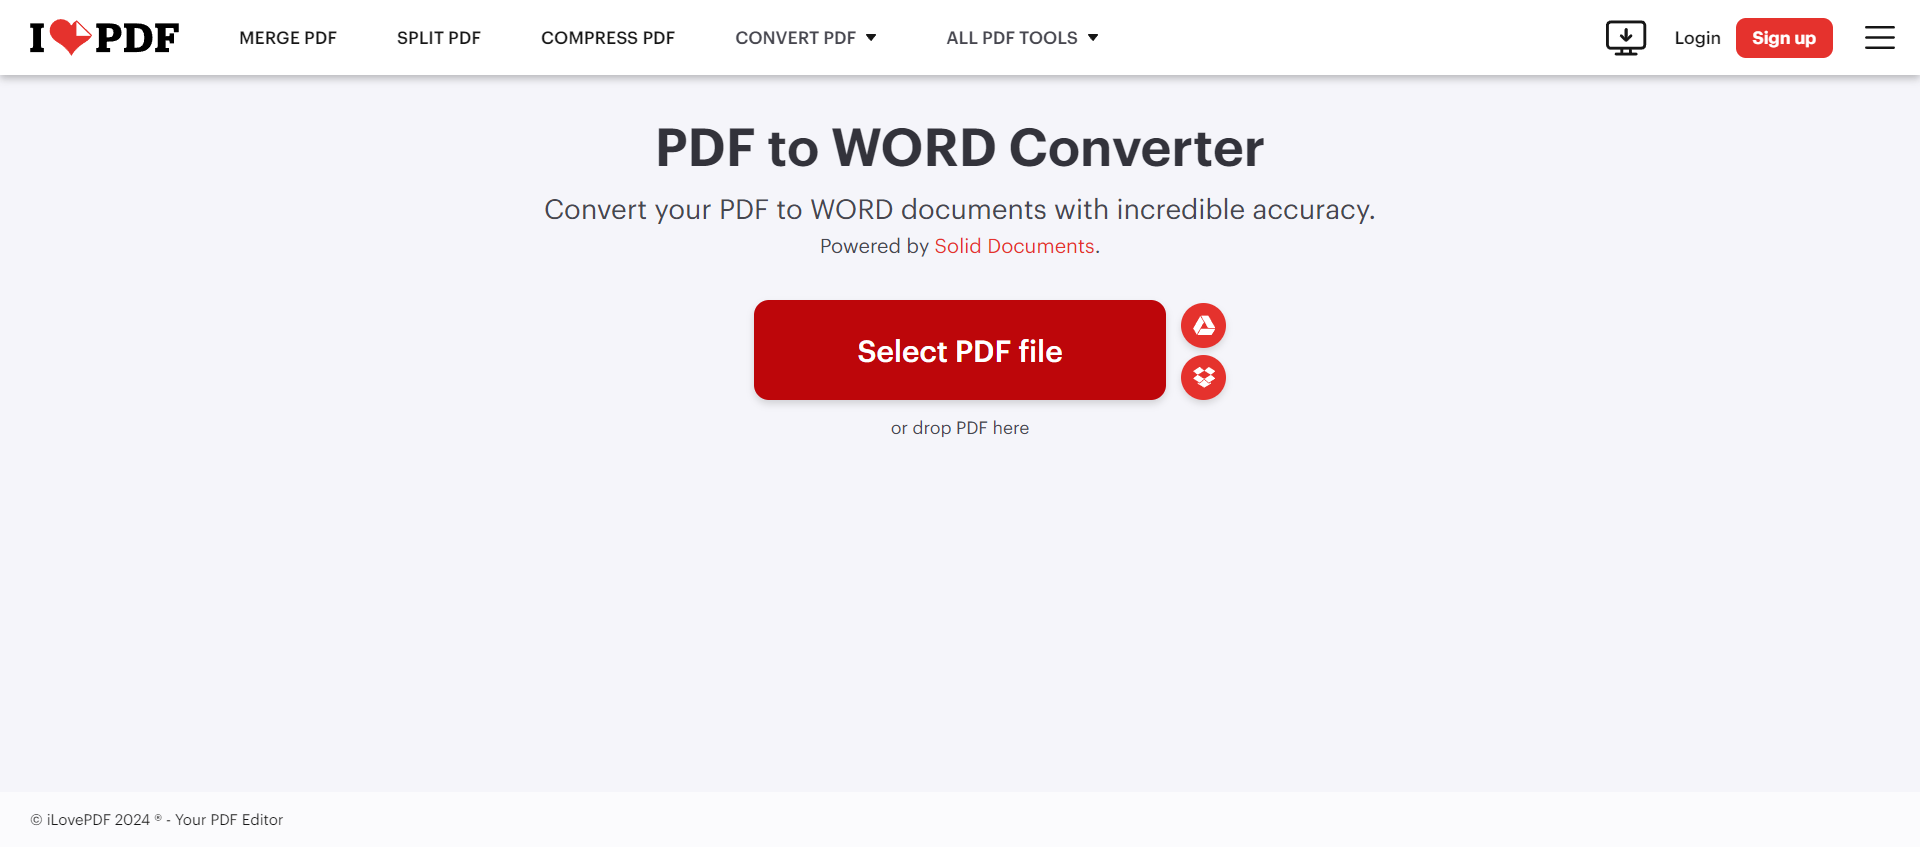 I PDF
MERGE PDF
SPLIT PDF
COMPRESS PDF
CONVERT PDF
ALL PDF TOOLS
Login
Sign up
PDF to WORD Converter
Convert your PDF to WORD documents with incredible accuracy.
Powered by Solid Documents.
Select PDF file
or drop PDF here
© iLovePDF 2024 ® - Your PDF Editor